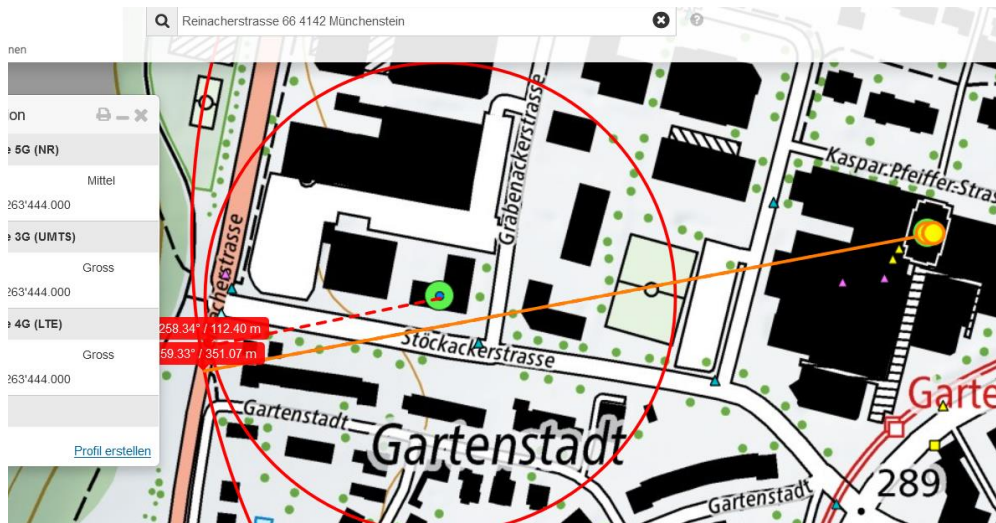 Reinacherstrasse 66 4142 Münchenstein
nen
on
e 5G (NR)
Mittel
263'444.000
e 3G (UMTS)
Gross
263'444.000
e 4G (LTE)
Gross
263'444.000
Profil erstellen
258.34° / 112.40 m
59.33° / 351.07 m
acherstrasse
Grabenackerstrasse
Kaspar-Pfeiffer-Stras
Stöckackerstrasse
Gartenstadt
Gartenstadt
Gartenstadt
Garte
289